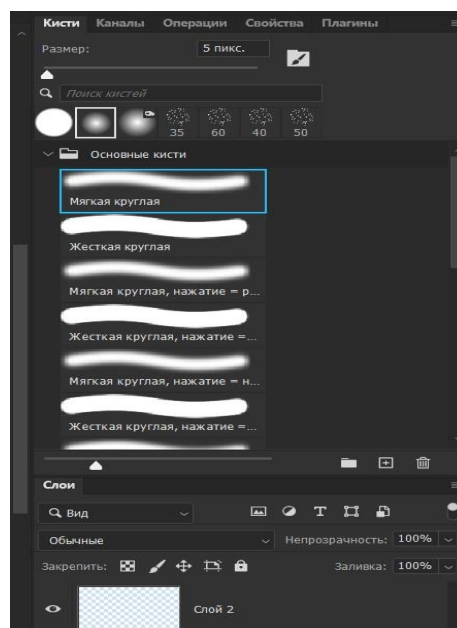 Кисти Каналы Операции Свойства Плагины
Размер: 5 пикс.
Поиск кистей
35 60 40 50
Основные кисти
Мягкая круглая
Жесткая круглая
Мягкая круглая, нажатие = р...
Жесткая круглая, нажатие =...
Мягкая круглая, нажатие = н...
Жесткая круглая, нажатие =...
Слои
Вид
Обычные Непрозрачность: 100%
Закрепить: Заливка: 100%
Слой 2